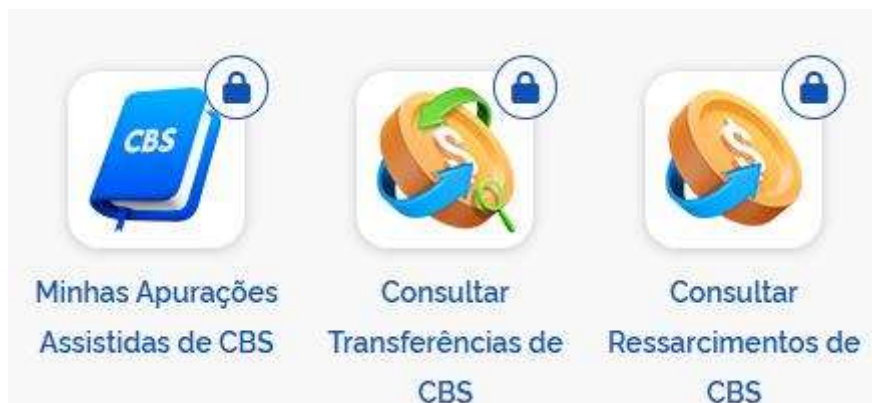 CBS
Minhas Apurações
Assistidas de CBS
$
Consultar
Transferências de
CBS
$
Consultar
Ressarcimentos de
CBS